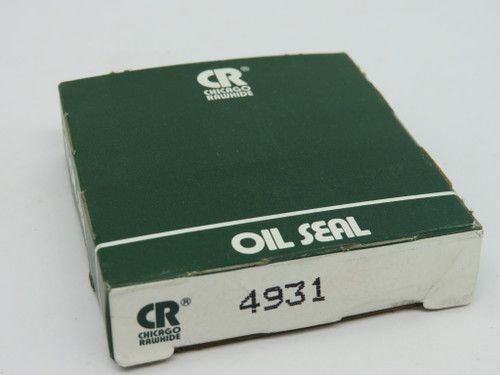 CR®
CHICAGO
RAWHIDE
OIL SEAL
CR®
CHICAGO
RAWHIDE
4931